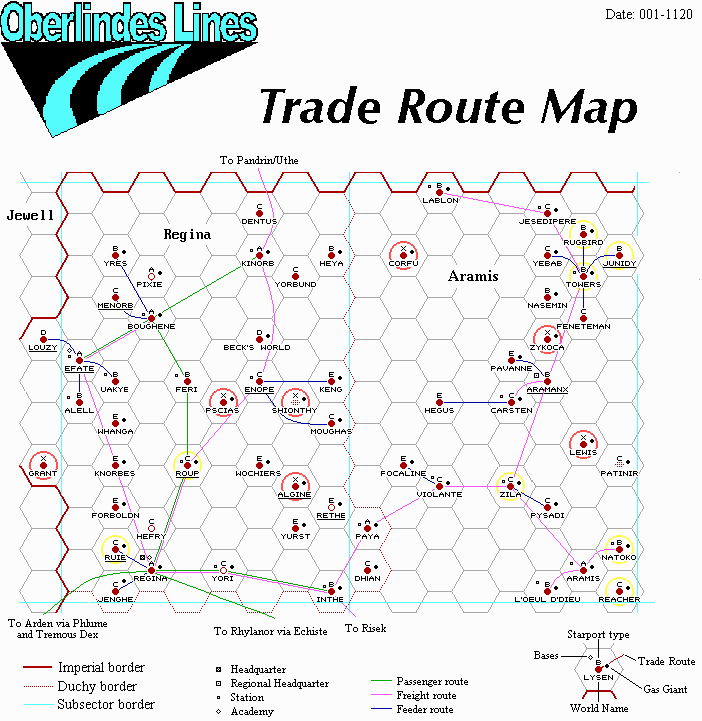 Oberlindes Lines
Date: 001-1120
Trade Route Map
To Pandrin/Uthe
B
LABLON
C
JESEDIPERE
Jewell
C
DENTUS
Regina
B
RUGBIRD
B
YRES
A
PIXIE
A
KINORB
B
HEYA
X
CORFU
C
YEBAB
B
JUNIDY
C
YORBUND
Aramis
B
TOWERS
C
MENORB
B
NASEMIN
A
BOUGHENE
C
FENETEMAN
D
LOUZY
D
BECK'S WORLD
X
ZYKOCA
A
EFATE
E
PAVANNE
B
UAKYE
B
FERI
C
ENOPE
E
KENG
B
ARAMANX
B
ALELL
X
PSCIAS
X
SHIONTHY
E
HEGUS
C
CARSTEN
E
WHANGA
C
MOUGHAS
X
LEWIS
X
GRANT
E
KNORBES
C
ROUP
E
WOCHIERS
E
FOCALINE
C
PATINIR
X
ALGINE
C
VIOLANTE
C
ZILA
E
FORBOLDN
E
RETHE
C
PYSADI
C
HEFRY
E
YURST
A
PAYA
C
RUIE
B
NATOKO
A
REGINA
C
YORI
C
DHIAN
A
ARAMIS
C
JENGHE
B
INTHE
B
L'OEUL D'IEU
C
REACHER
To Arden via Phlume
and Tremous Dex
To Rhylanor via Echiste
To Risek
Starport type
Bases
B
LYSEN
Trade Route
Gas Giant
World Name
Imperial border
Duchy border
Subsector border
Headquarter
Regional Headquarter
Station
Academy
Passenger route
Freight route
Feeder route